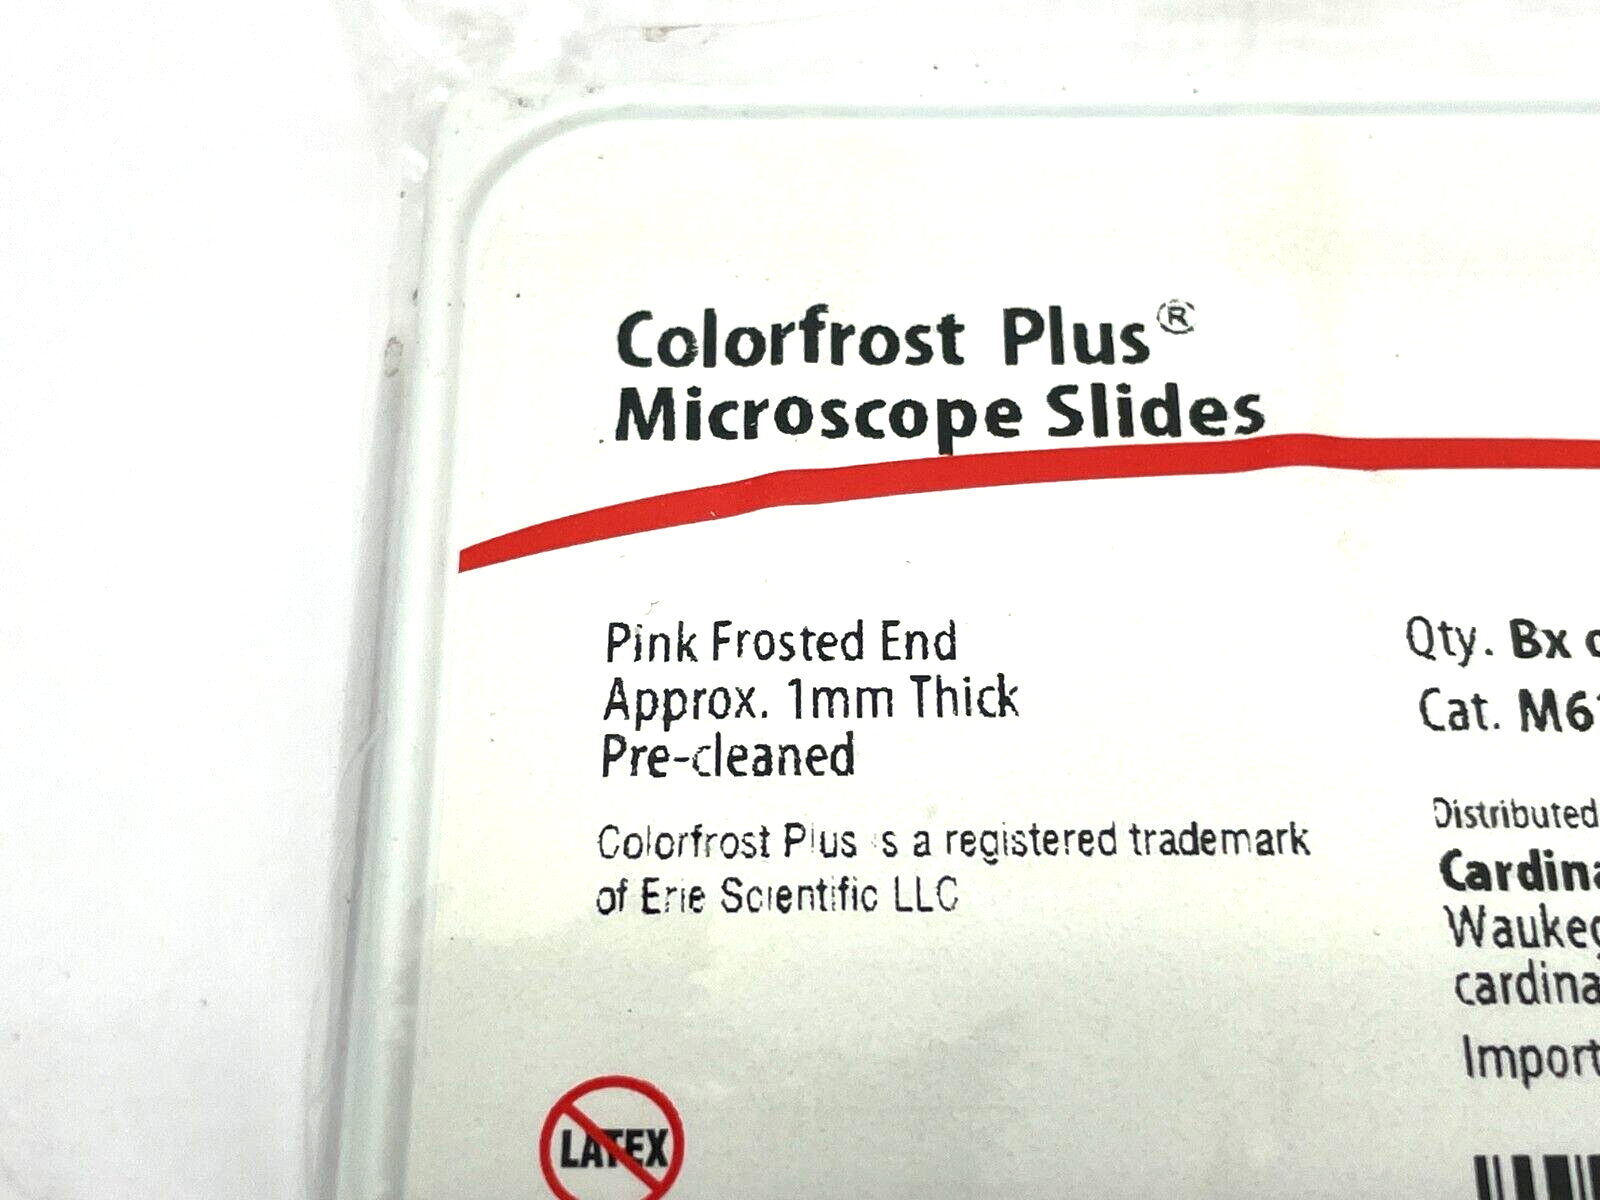 Colorfrost Plus®
Microscope Slides
Pink Frosted End
Approx. 1mm Thick
Pre-cleaned
Colorfrost Plus is a registered trademark
of Erie Scientific LLC
Qty. Bx
Cat.
Distributed
LATEX